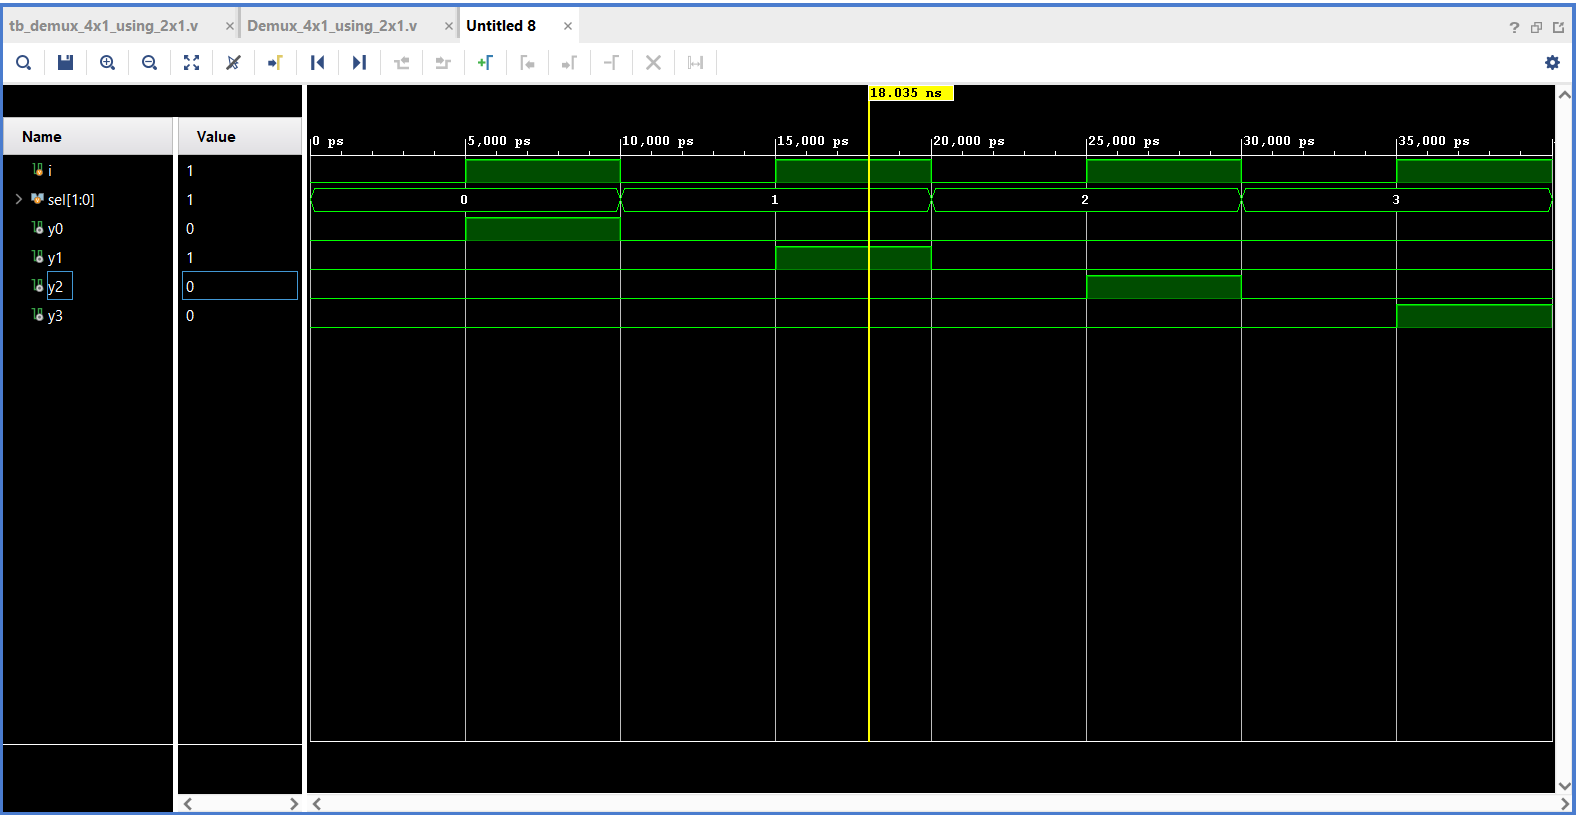 tb_demux_4x1_using_2x1.v × Demux_4x1_using_2x1.v × Untitled 8 × ?
18.035 ns
Name Value
0 ps 5,000 ps 10,000 ps 15,000 ps 20,000 ps 25,000 ps 30,000 ps 35,000 ps
i 1
sel[1:0] 1 0 1 2 3
y0 0
y1 1
y2 0
y3 0